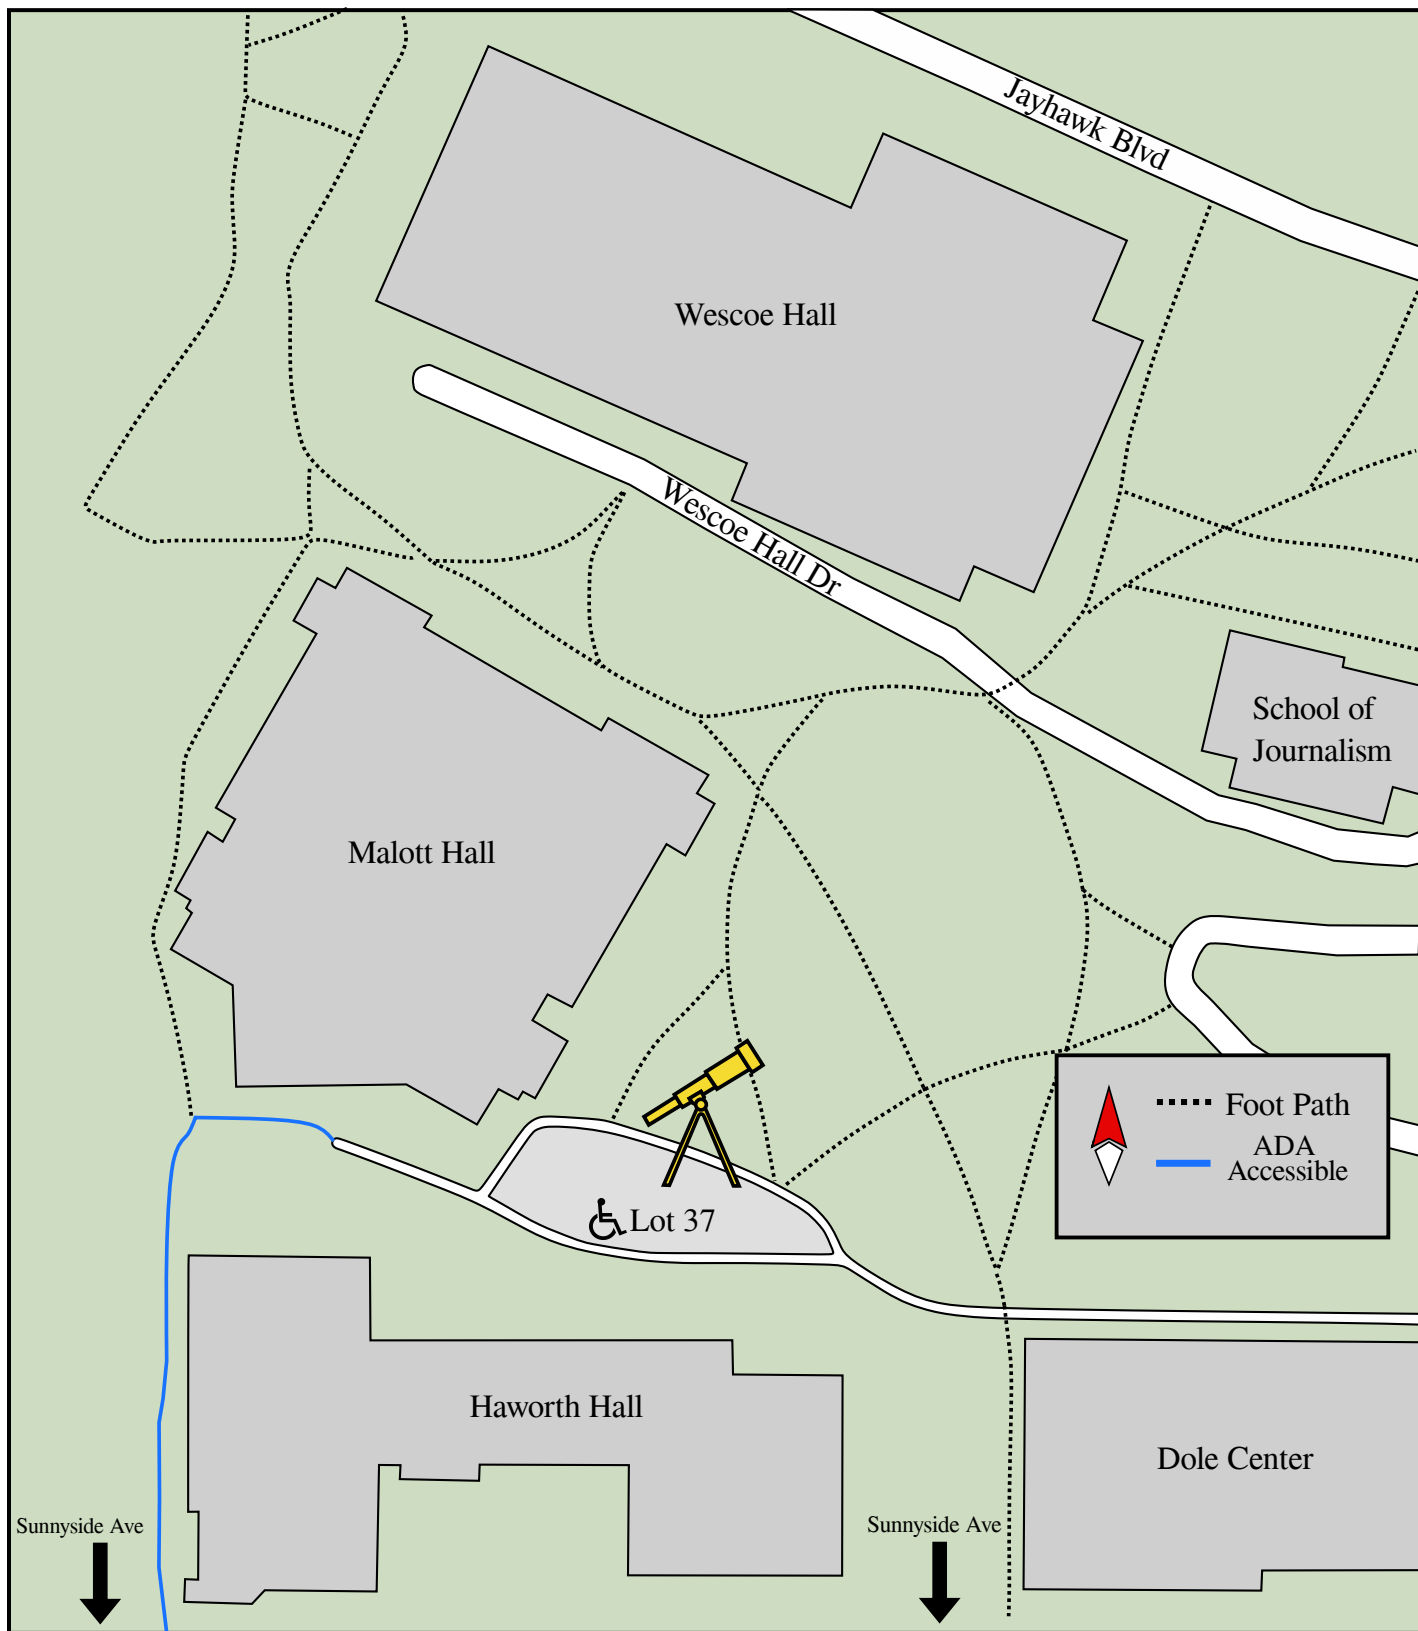 Jayhawk Blvd
Wescoe Hall
Wescoe Hall Dr
School of
Journalism
Malott Hall
Foot Path
ADA
Accessible
Lot 37
Haworth Hall
Dole Center
Sunnyside Ave
Sunnyside Ave